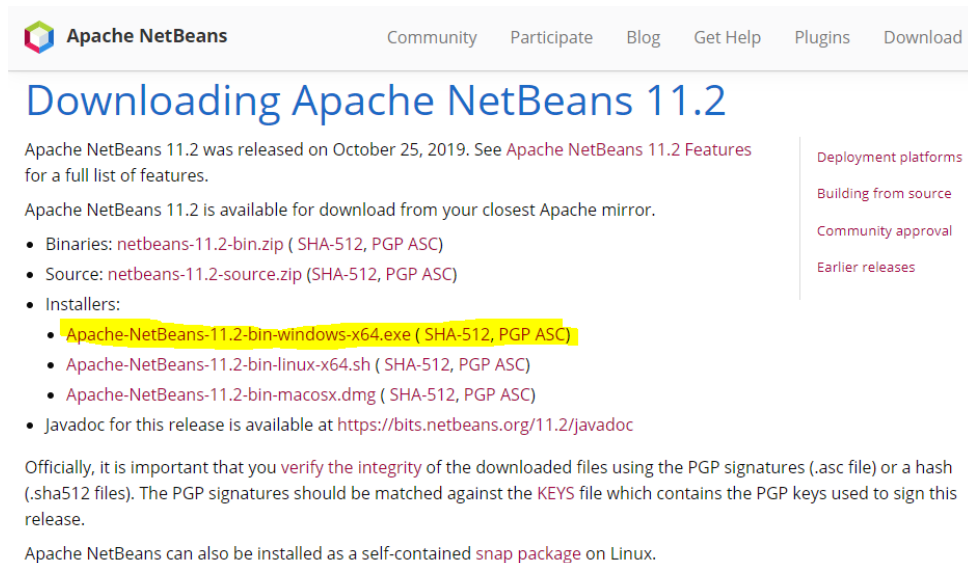 Apache NetBeans Community Participate Blog Get Help Plugins Download
Downloading Apache NetBeans 11.2
Apache NetBeans 11.2 was released on October 25, 2019. See Apache NetBeans 11.2 Features
for a full list of features.
Apache NetBeans 11.2 is available for download from your closest Apache mirror.
• Binaries: netbeans-11.2-bin.zip ( SHA-512, PGP ASC)
• Source: netbeans-11.2-source.zip (SHA-512, PGP ASC)
• Installers:
• Apache-NetBeans-11.2-bin-windows-x64.exe ( SHA-512, PGP ASC)
• Apache-NetBeans-11.2-bin-linux-x64.sh ( SHA-512, PGP ASC)
• Apache-NetBeans-11.2-bin-macosx.dmg ( SHA-512, PGP ASC)
• Javadoc for this release is available at https://bits.netbeans.org/11.2/javadoc
Deployment platforms
Building from source
Community approval
Earlier releases
Officially, it is important that you verify the integrity of the downloaded files using the PGP signatures (.asc file) or a hash
(.sha512 files). The PGP signatures should be matched against the KEYS file which contains the PGP keys used to sign this
release.
Apache NetBeans can also be installed as a self-contained snap package on Linux.